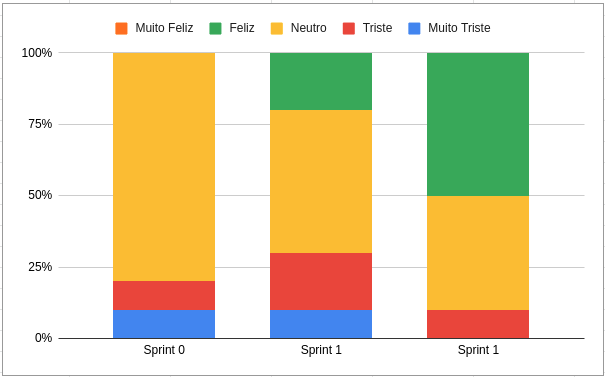 Muito Feliz Feliz Neutro Triste Muito Triste
100%
75%
50%
25%
0%
Sprint 0 Sprint 1 Sprint 1